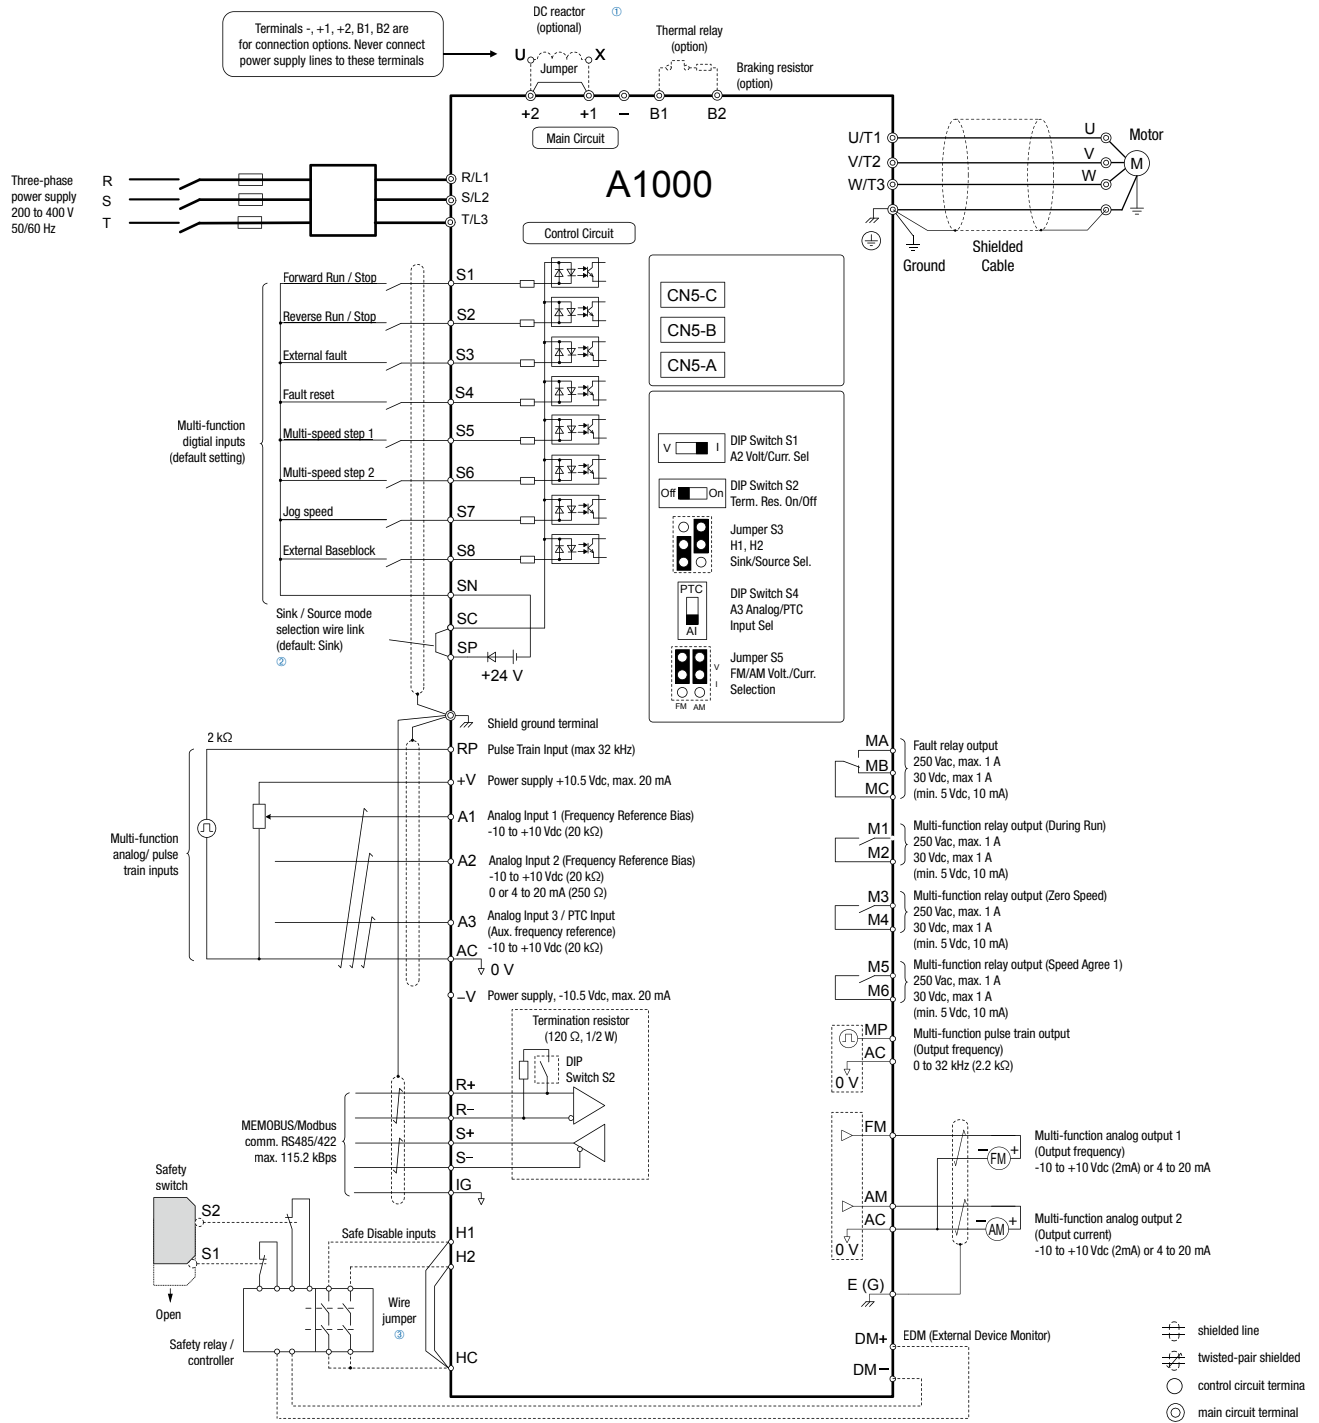 DC reactor ①
(optional)
Terminals -, +1, +2, B1, B2 are
for connection options. Never connect
power supply lines to these terminals
Thermal relay
(option)
U X
Jumper
Braking resistor
(option)
+2 +1 – B1 B2
Main Circuit
Three-phase
power supply
200 to 400 V
50/60 Hz
R
S
T
R/L1
S/L2
T/L3
A1000
U/T1
V/T2
W/T3
U
V
W
Motor
M
Ground
Shielded
Cable
Control Circuit
Multi-function
digtial inputs
(default setting)
Forward Run / Stop
S1
Reverse Run / Stop
S2
External fault
S3
Fault reset
S4
Multi-speed step 1
S5
Multi-speed step 2
S6
Jog speed
S7
External Baseblock
S8
SN
SC
SP
+24 V
Sink / Source mode
selection wire link
(default: Sink)
②
CN5-C
CN5-B
CN5-A
V I
DIP Switch S1
A2 Volt/Curr. Sel
Off On
DIP Switch S2
Term. Res. On/Off
Jumper S3
H1, H2
Sink/Source Sel.
PTC
AI
DIP Switch S4
A3 Analog/PTC
Input Sel
V
I
FM AM
Jumper S5
FM/AM Volt./Curr.
Selection
Shield ground terminal
2 kΩ
Multi-function
analog/ pulse
train inputs
RP Pulse Train Input (max 32 kHz)
+V Power supply +10.5 Vdc, max. 20 mA
A1 Analog Input 1 (Frequency Reference Bias)
-10 to +10 Vdc (20 kΩ)
A2 Analog Input 2 (Frequency Reference Bias)
-10 to +10 Vdc (20 kΩ)
0 or 4 to 20 mA (250 Ω)
A3 Analog Input 3 / PTC Input
(Aux. frequency reference)
-10 to +10 Vdc (20 kΩ)
AC
0 V
–V Power supply, -10.5 Vdc, max. 20 mA
MA
MB
MC
Fault relay output
250 Vac, max. 1 A
30 Vdc, max 1 A
(min. 5 Vdc, 10 mA)
M1
M2
Multi-function relay output (During Run)
250 Vac, max. 1 A
30 Vdc, max 1 A
(min. 5 Vdc, 10 mA)
M3
M4
Multi-function relay output (Zero Speed)
250 Vac, max. 1 A
30 Vdc, max 1 A
(min. 5 Vdc, 10 mA)
M5
M6
Multi-function relay output (Speed Agree 1)
250 Vac, max. 1 A
30 Vdc, max 1 A
(min. 5 Vdc, 10 mA)
MP
AC
0 V
Multi-function pulse train output
(Output frequency)
0 to 32 kHz (2.2 kΩ)
Termination resistor
(120 Ω, 1/2 W)
DIP
Switch S2
MEMOBUS/Modbus
comm. RS485/422
max. 115.2 kBps
R+
R–
S+
S–
IG
FM
– FM +
Multi-function analog output 1
(Output frequency)
-10 to +10 Vdc (2mA) or 4 to 20 mA
AM
AC
0 V
– AM +
Multi-function analog output 2
(Output current)
-10 to +10 Vdc (2mA) or 4 to 20 mA
E (G)
Safety
switch
S2
S1
Open
Safety relay /
controller
Safe Disable inputs
H1
H2
Wire
jumper
③
HC
DM+ EDM (External Device Monitor)
DM–
shielded line
twisted-pair shielded
control circuit termina
main circuit terminal